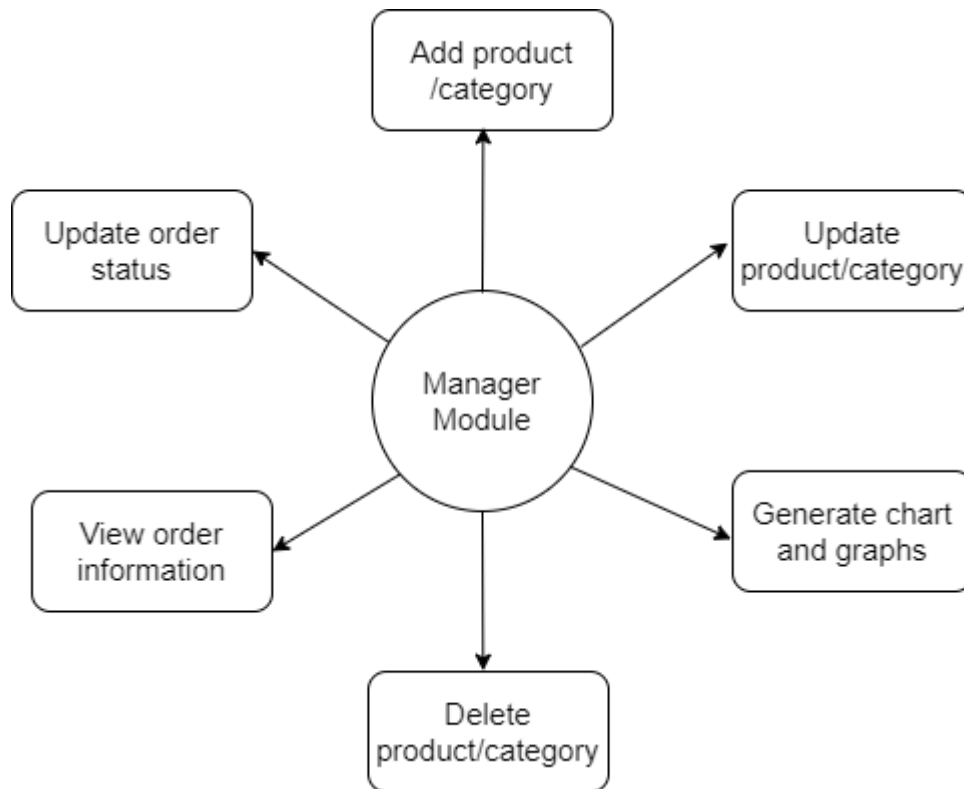 Add product
/category
Update order
status
Update
product/category
Manager
Module
View order
information
Generate chart
and graphs
Delete
product/category